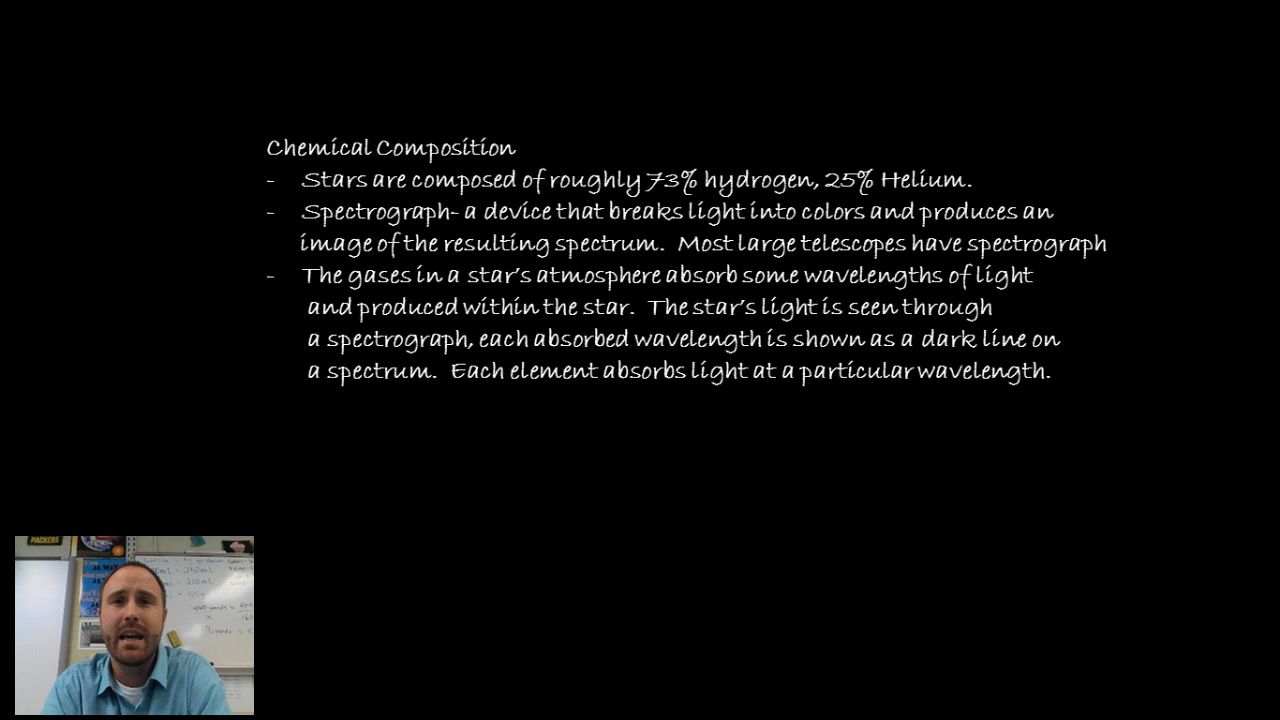 Chemical Composition
- Stars are composed of roughly 73% hydrogen, 25% Helium.
- Spectrograph- a device that breaks light into colors and produces an
image of the resulting spectrum. Most large telescopes have spectrograph
- The gases in a star's atmosphere absorb some wavelengths of light
and produced within the star. The star's light is seen through
a spectrograph, each absorbed wavelength is shown as a dark line on
a spectrum. Each element absorbs light at a particular wavelength.
PACKERS